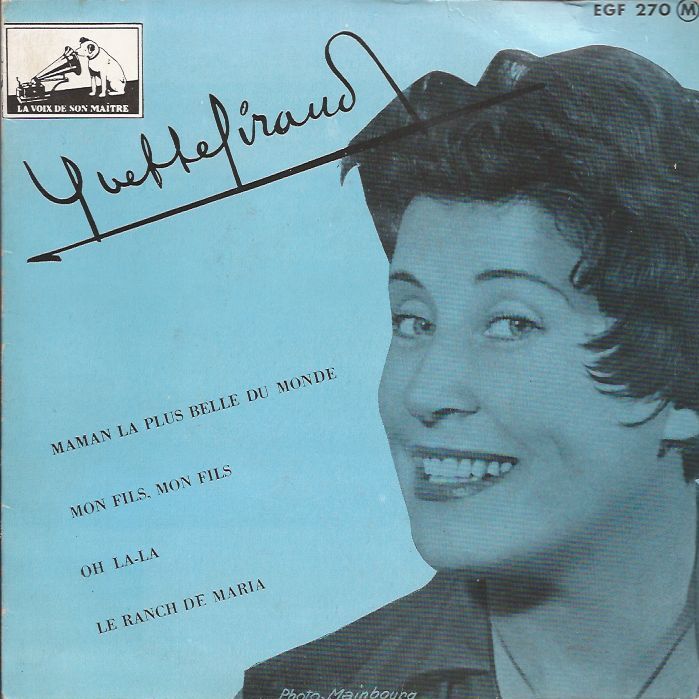 EGF 270 M
LA VOIX DE SON MAÎTRE
Yvette Giraud
MAMAN LA PLUS BELLE DU MONDE
MON FILS, MON FILS
OH LA-LA
LE RANCH DE MARIA
Photo-Mainbourg